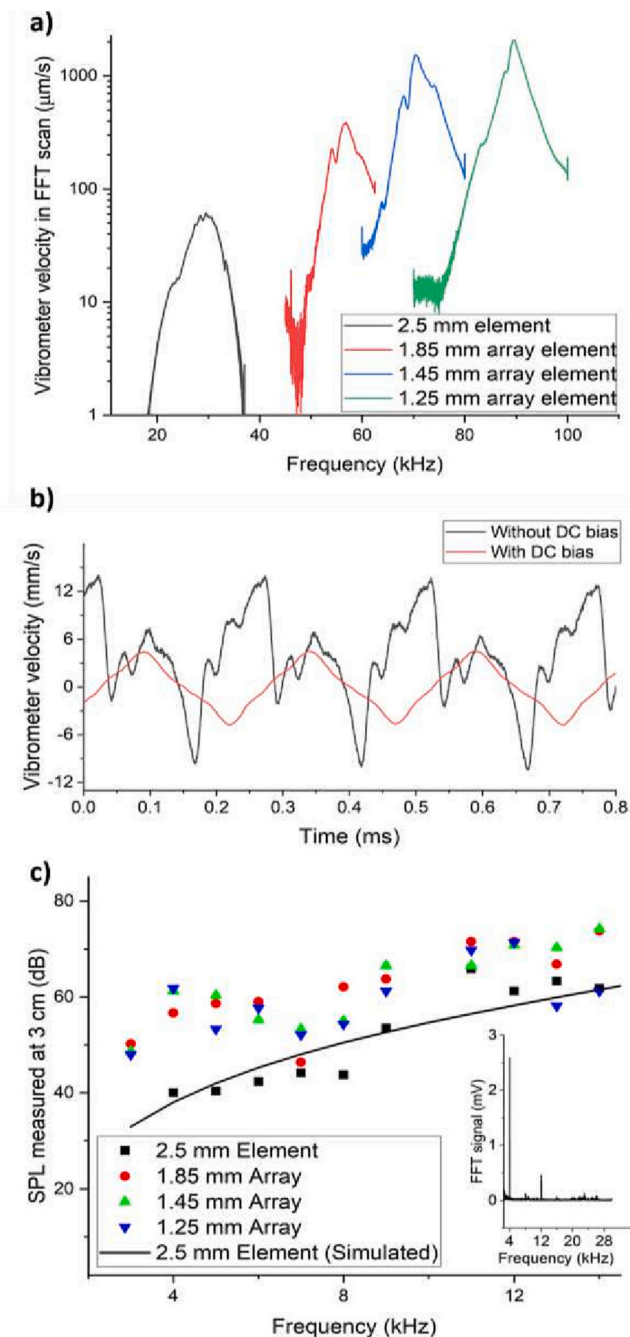 a)
1000
100
10
1
Vibrometer velocity in FFT scan (μm/s)
2.5 mm element
1.85 mm array element
1.45 mm array element
1.25 mm array element
20 40 60 80 100
Frequency (kHz)
b)
12
6
0
-6
-12
Vibrometer velocity (mm/s)
Without DC bias
With DC bias
0.0 0.1 0.2 0.3 0.4 0.5 0.6 0.7 0.8
Time (ms)
c)
80
60
40
20
SPL measured at 3 cm (dB)
2.5 mm Element
1.85 mm Array
1.45 mm Array
1.25 mm Array
2.5 mm Element (Simulated)
3
2
1
0
FFT signal (mV)
4 12 20 28
Frequency (kHz)
4 8 12
Frequency (kHz)